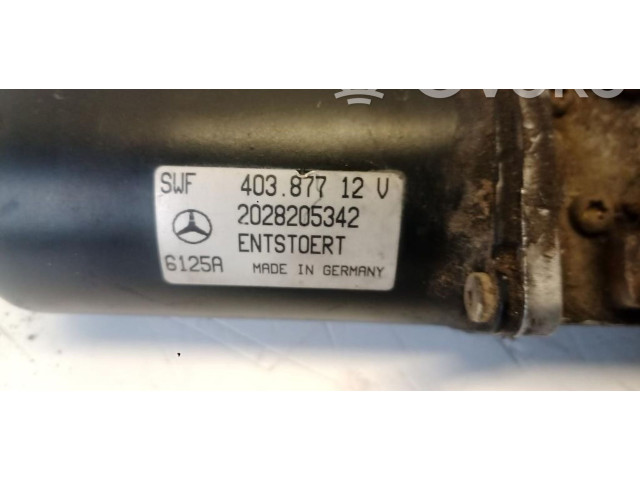 SWF 403.877 12 V
2028205342
ENTSTOERT
6125A MADE IN GERMANY